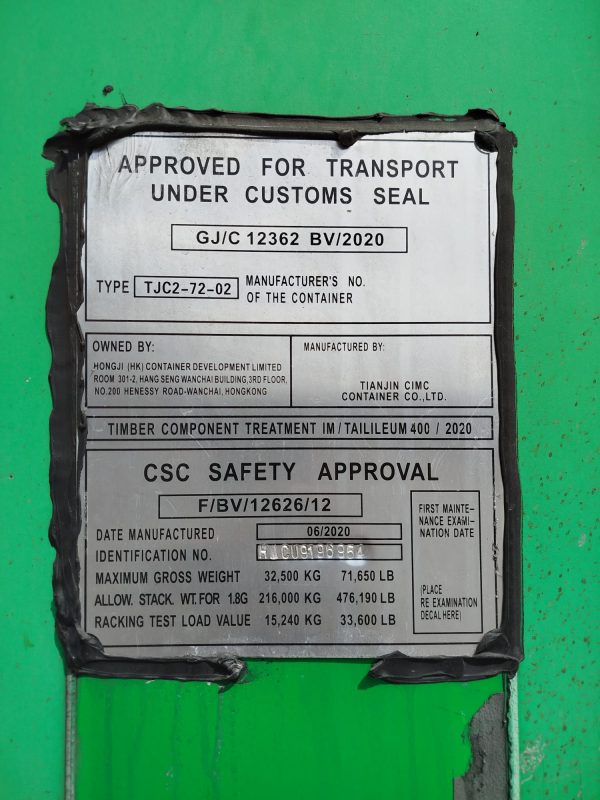 APPROVED FOR TRANSPORT
UNDER CUSTOMS SEAL
GJ/C 12362 BV/2020
TYPE TJC2-72-02
MANUFACTURER'S NO.
OF THE CONTAINER
OWNED BY:
HONGJI (HK) CONTAINER DEVELOPMENT LIMITED
ROOM 301-2, HANG SENG WANCHAI BUILDING, 3RD FLOOR,
NO.200 HENESSY ROAD-WANCHAI, HONGKONG
MANUFACTURED BY:
TIANJIN CIMC
CONTAINER CO.,LTD.
TIMBER COMPONENT TREATMENT IM / TAILILEUM 400 / 2020
CSC SAFETY APPROVAL
F/BV/12626/12
DATE MANUFACTURED 06/2020
IDENTIFICATION NO.
MAXIMUM GROSS WEIGHT 32,500 KG 71,650 LB
ALLOW. STACK. WT. FOR 1.8G 216,000 KG 476,190 LB
RACKING TEST LOAD VALUE 15,240 KG 33,600 LB
FIRST MAINTE-
NANCE EXAMI-
NATION DATE
(PLACE
RE EXAMINATION
DECAL HERE)